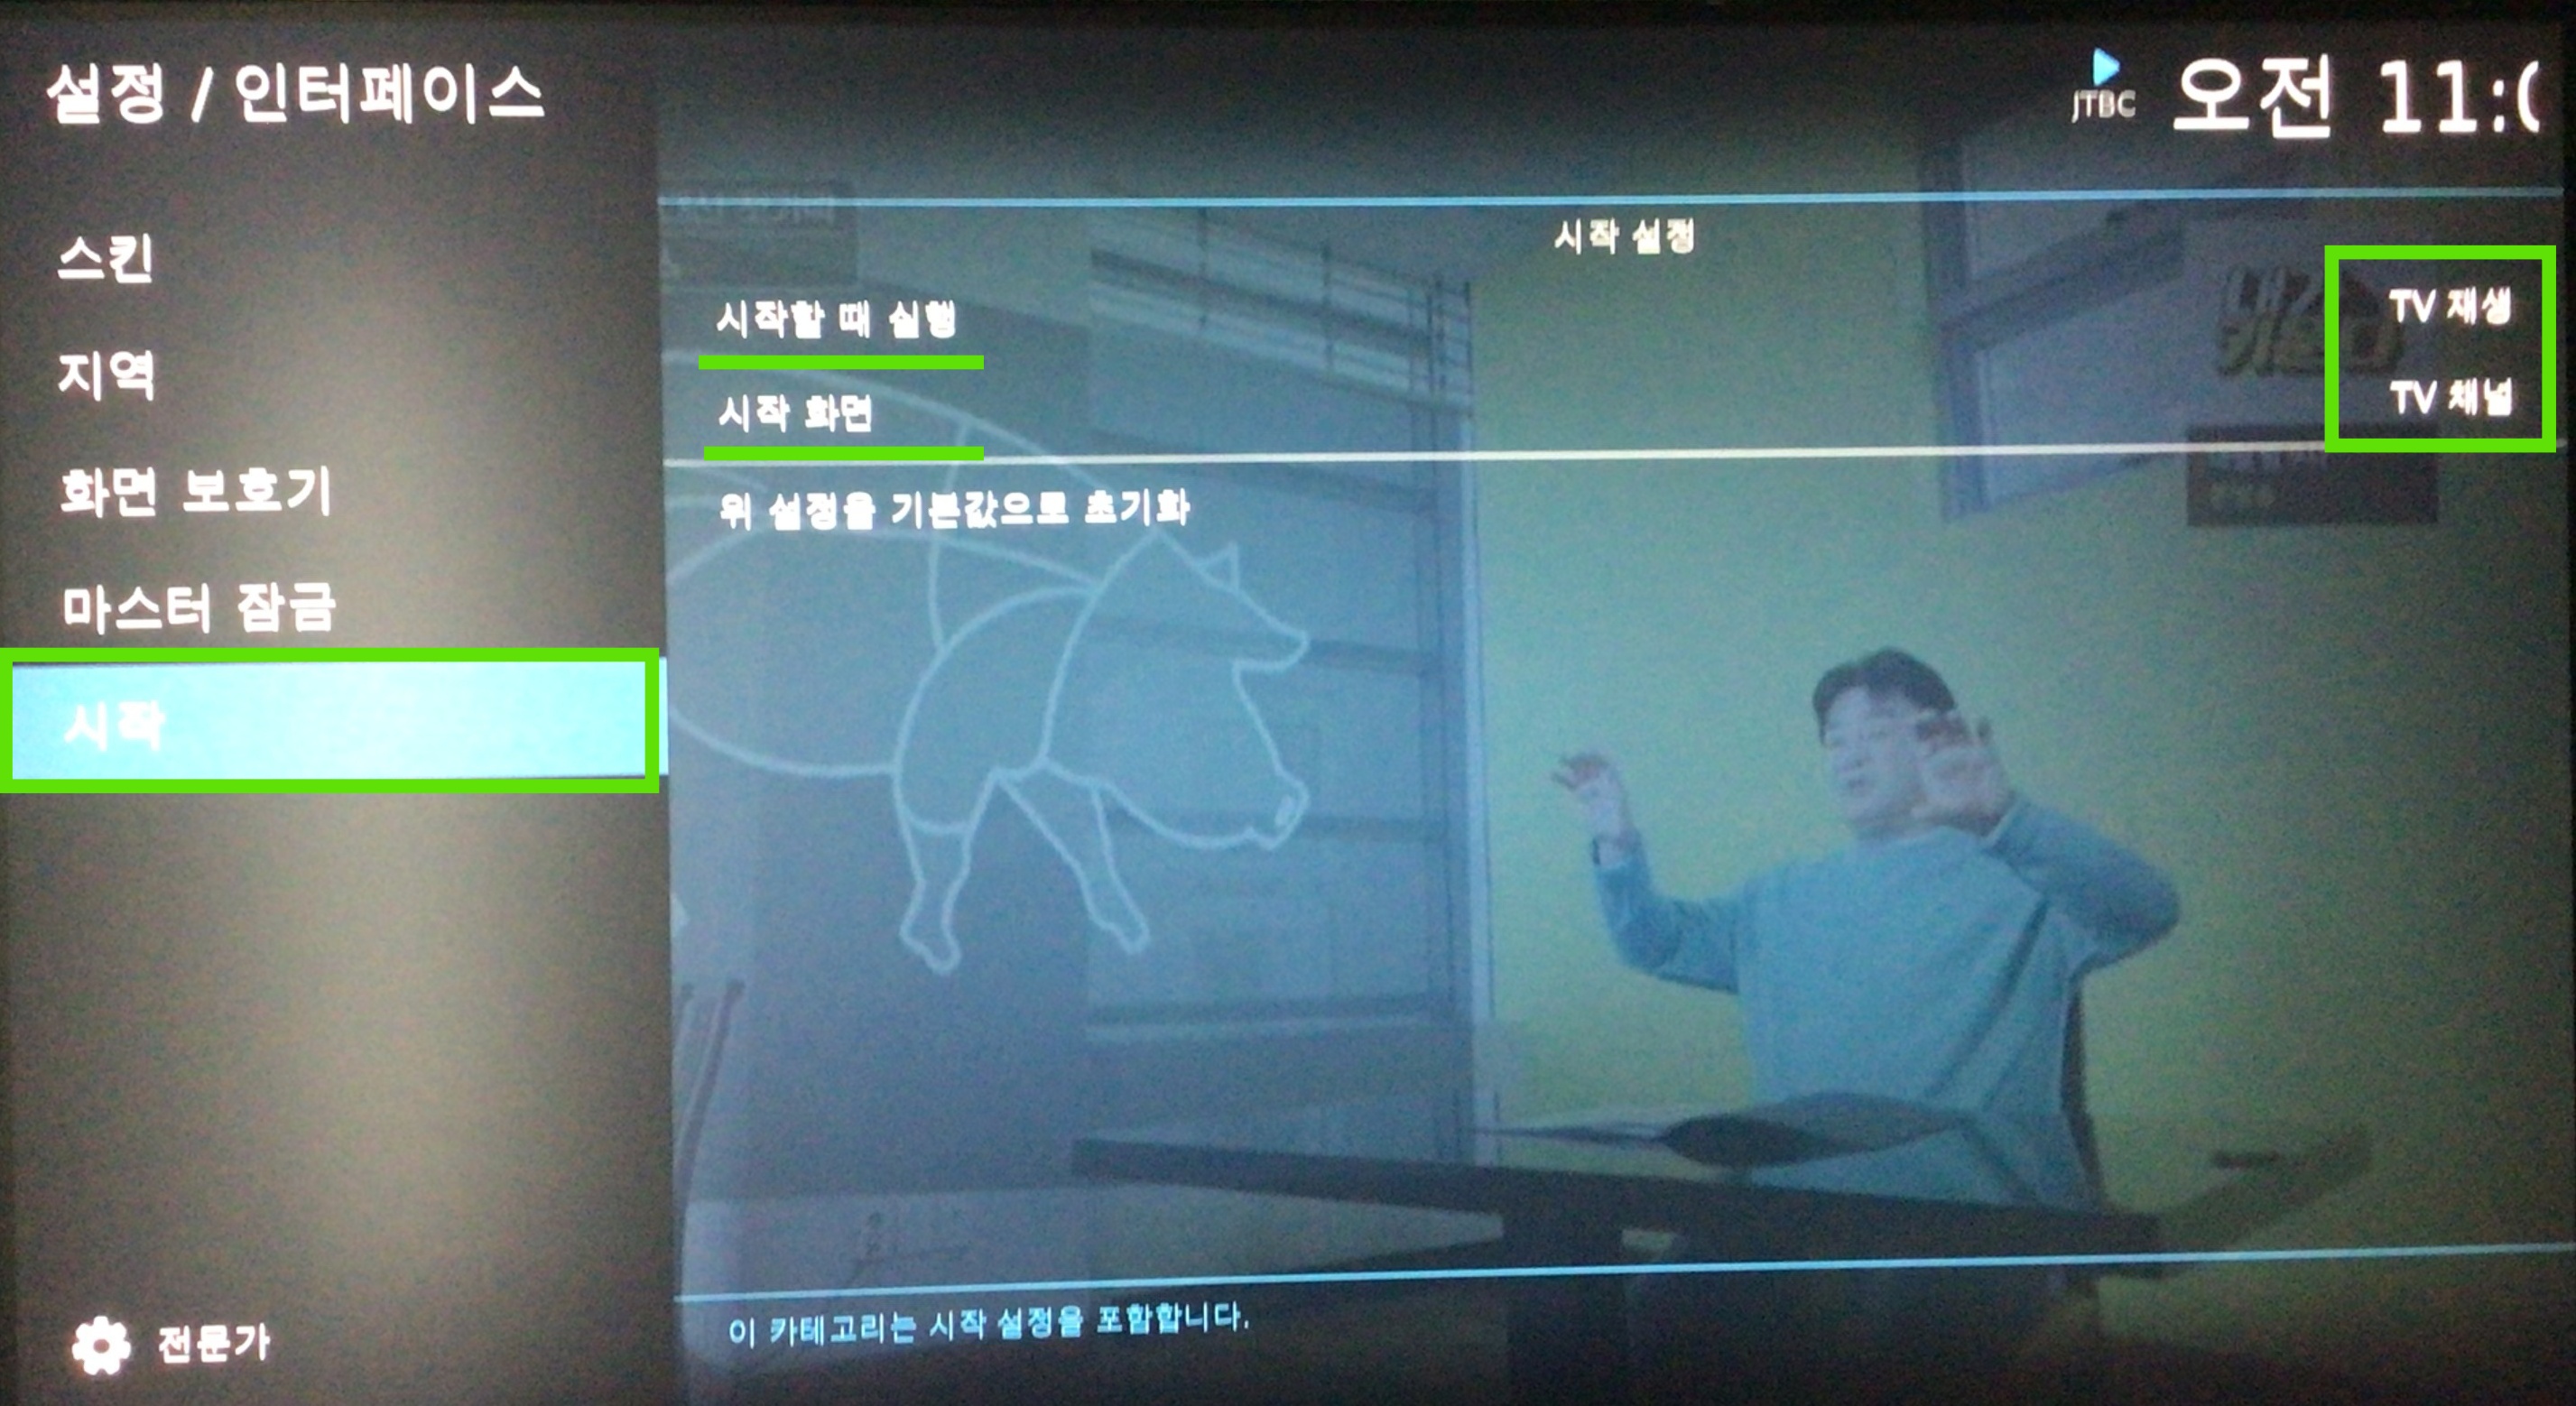 설정 / 인터페이스
JTBC
오전 11:0
스킨
지역
화면 보호기
마스터 잠금
시작
전문가
시작 설정
시작할 때 실행
TV 재생
시작 화면
TV 채널
위 설정을 기본값으로 초기화
이 카테고리는 시작 설정을 포함합니다.